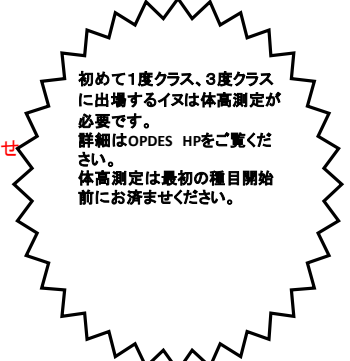 初めて１度クラス、３度クラス
に出場するイヌは体高測定が
必要です。
詳細はOPDES　HPをご覧くだ
さい。
体高測定は最初の種目開始
前にお済ませください。
せ